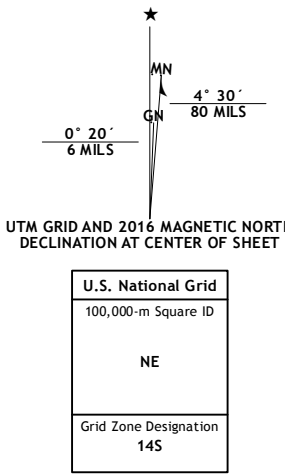 ★
MN
GN
4° 30´
80 MILS
0° 20´
6 MILS
UTM GRID AND 2016 MAGNETIC NORTH
DECLINATION AT CENTER OF SHEET
U.S. National Grid
100,000-m Square ID
NE
Grid Zone Designation
14S